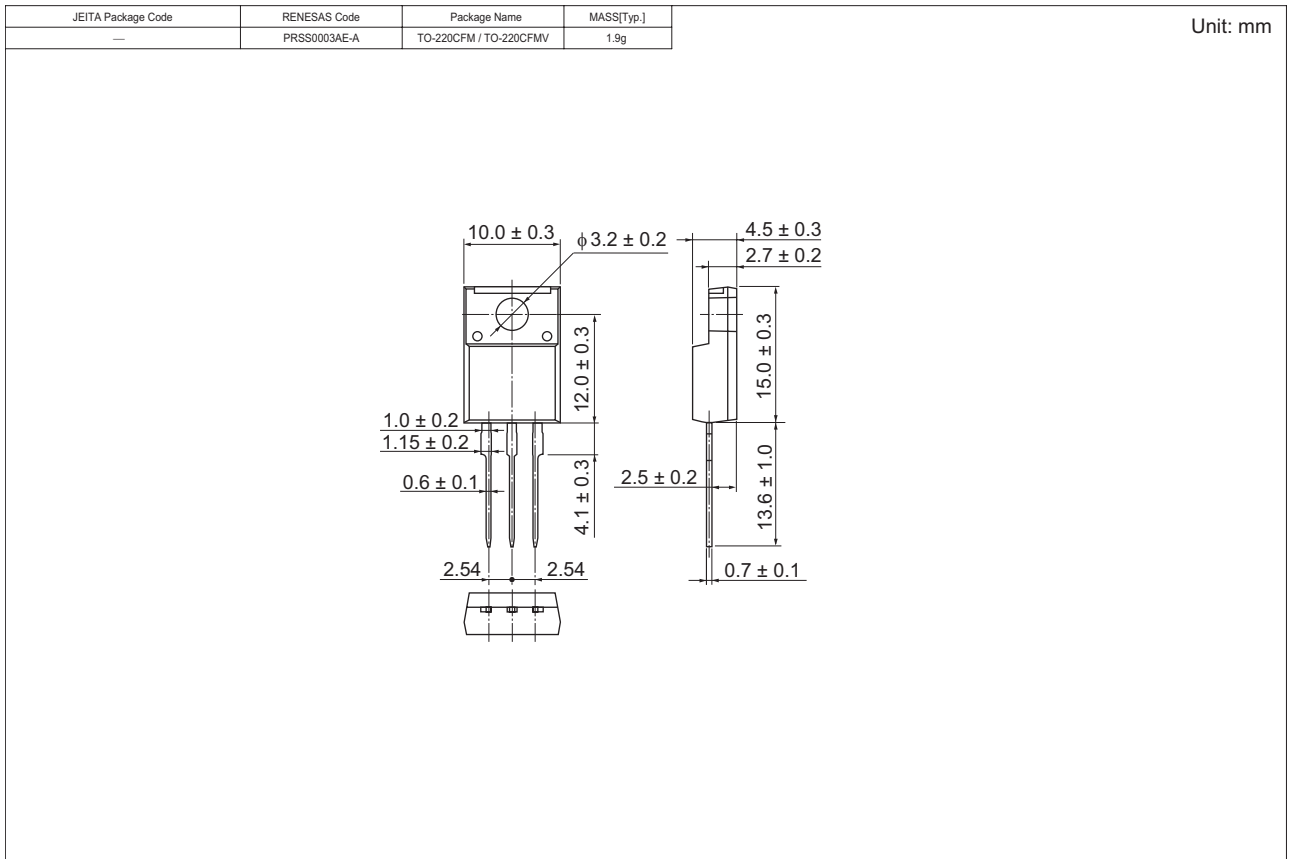 JEITA Package Code RENESAS Code Package Name MASS[Typ.]
— PRSS0003AE-A TO-220CFM / TO-220CFMV 1.9g
Unit: mm
10.0 ± 0.3
ϕ 3.2 ± 0.2
4.5 ± 0.3
2.7 ± 0.2
12.0 ± 0.3
15.0 ± 0.3
1.0 ± 0.2
1.15 ± 0.2
0.6 ± 0.1
4.1 ± 0.3
2.5 ± 0.2
13.6 ± 1.0
2.54
2.54
0.7 ± 0.1